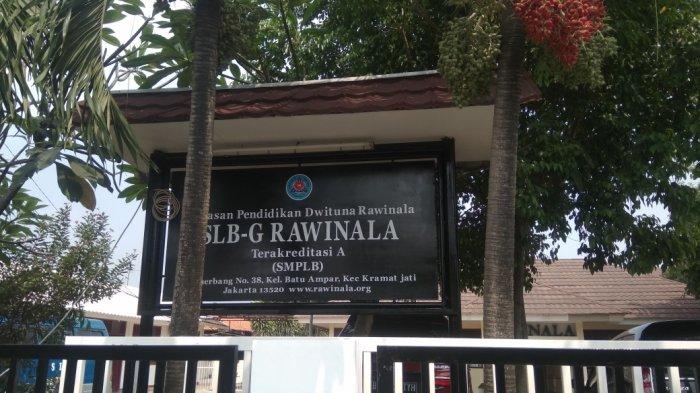 asan Pendidikan Dwituna Rawinala
SLB-G RAWINALA
Terakreditasi A
(SMPLB)
erbang No. 38, Kel. Batu Ampar, Kec Kramat jati
Jakarta 13520 www.rawinala.org
NALA